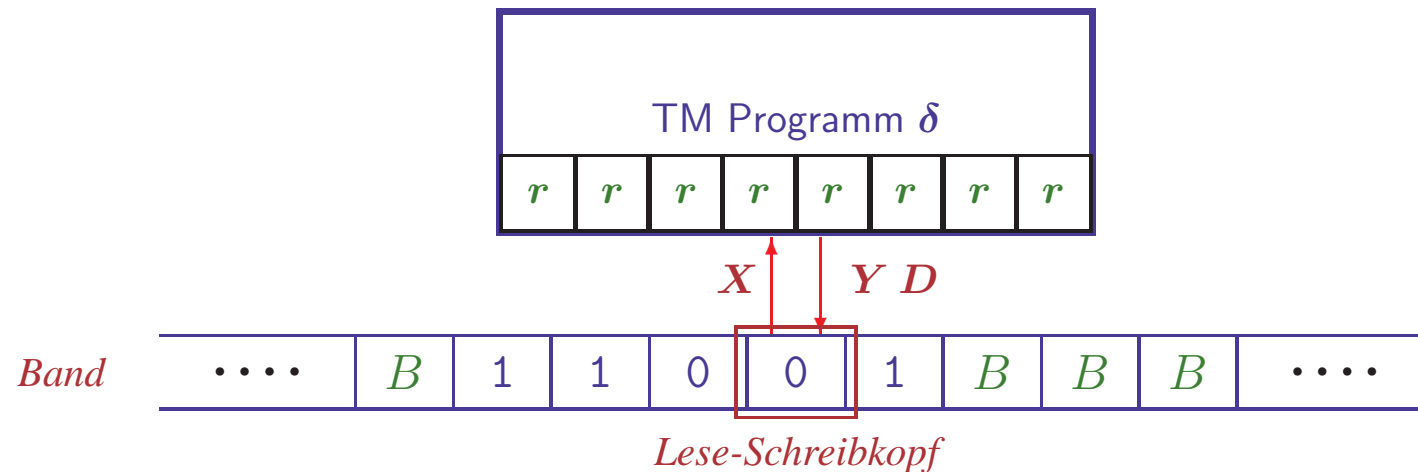 TM Programm δ
r r r r r r r r
X Y D
Band .... B 1 1 0 0 1 B B B ....
Lese-Schreibkopf